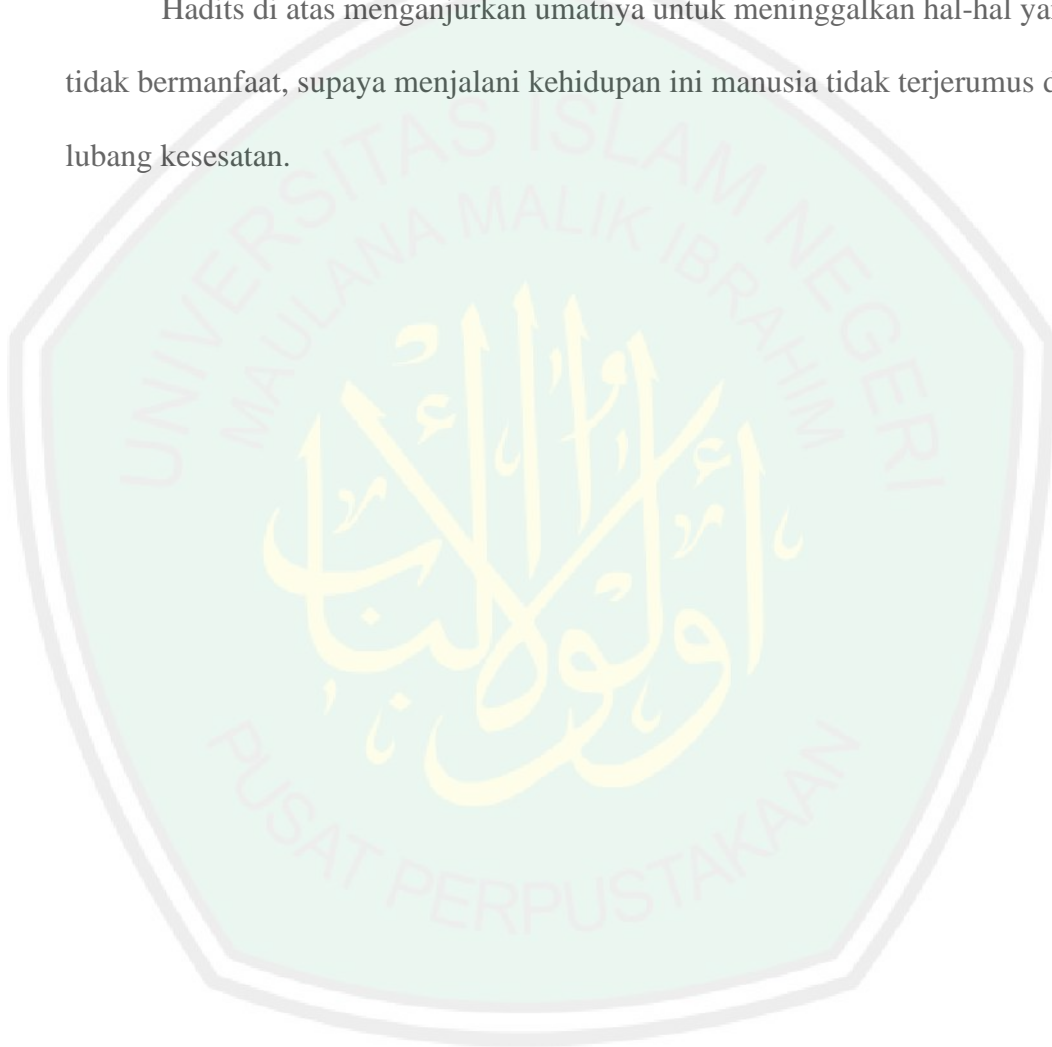 Hadits di atas menganjurkan umatnya untuk meninggalkan hal-hal
tidak bermanfaat, supaya menjalani kehidupan ini manusia tidak terjerumus
lubang kesesatan.
UNIVERSITAS ISLAM NEGERI
MAULANA MALIK IBRAHIM
أولوا الألباب
PUSAT PERPUSTAKAAN